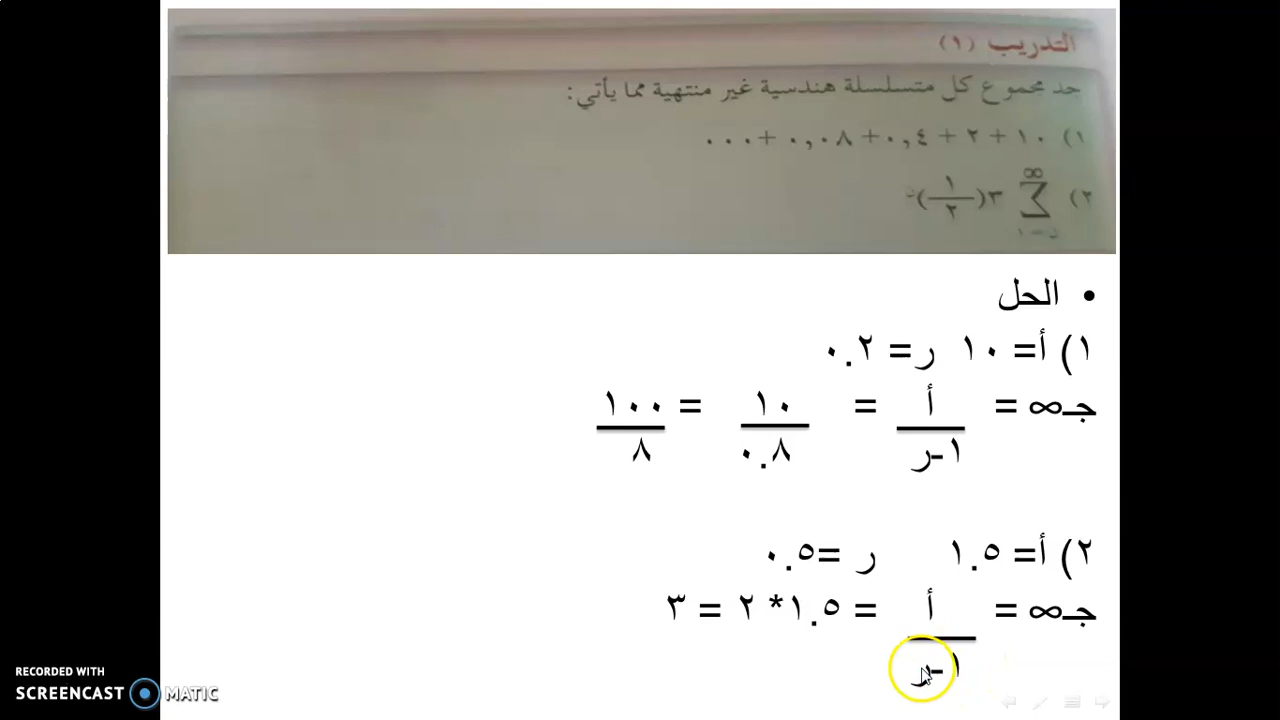 التدريب (١)
جد مجموع كل متسلسلة هندسية غير منتهية مما يأتي:
١) ١٠ + ٢ + ٠,٤ + ٠,٠٨ + ٠٠٠
٢) ∞ ∑ ن=١ ٣(١/٢)ن
• الحل
١) أ= ١٠ ر= ٠.٢
جـ∞ = أ/١-ر = ١٠/٠.٨ = ١٠٠/٨
٢) أ= ١.٥ ر =٠.٥
جـ∞ = أ/١-ر = ١.٥* ٢ = ٣
RECORDED WITH
SCREENCAST MATIC